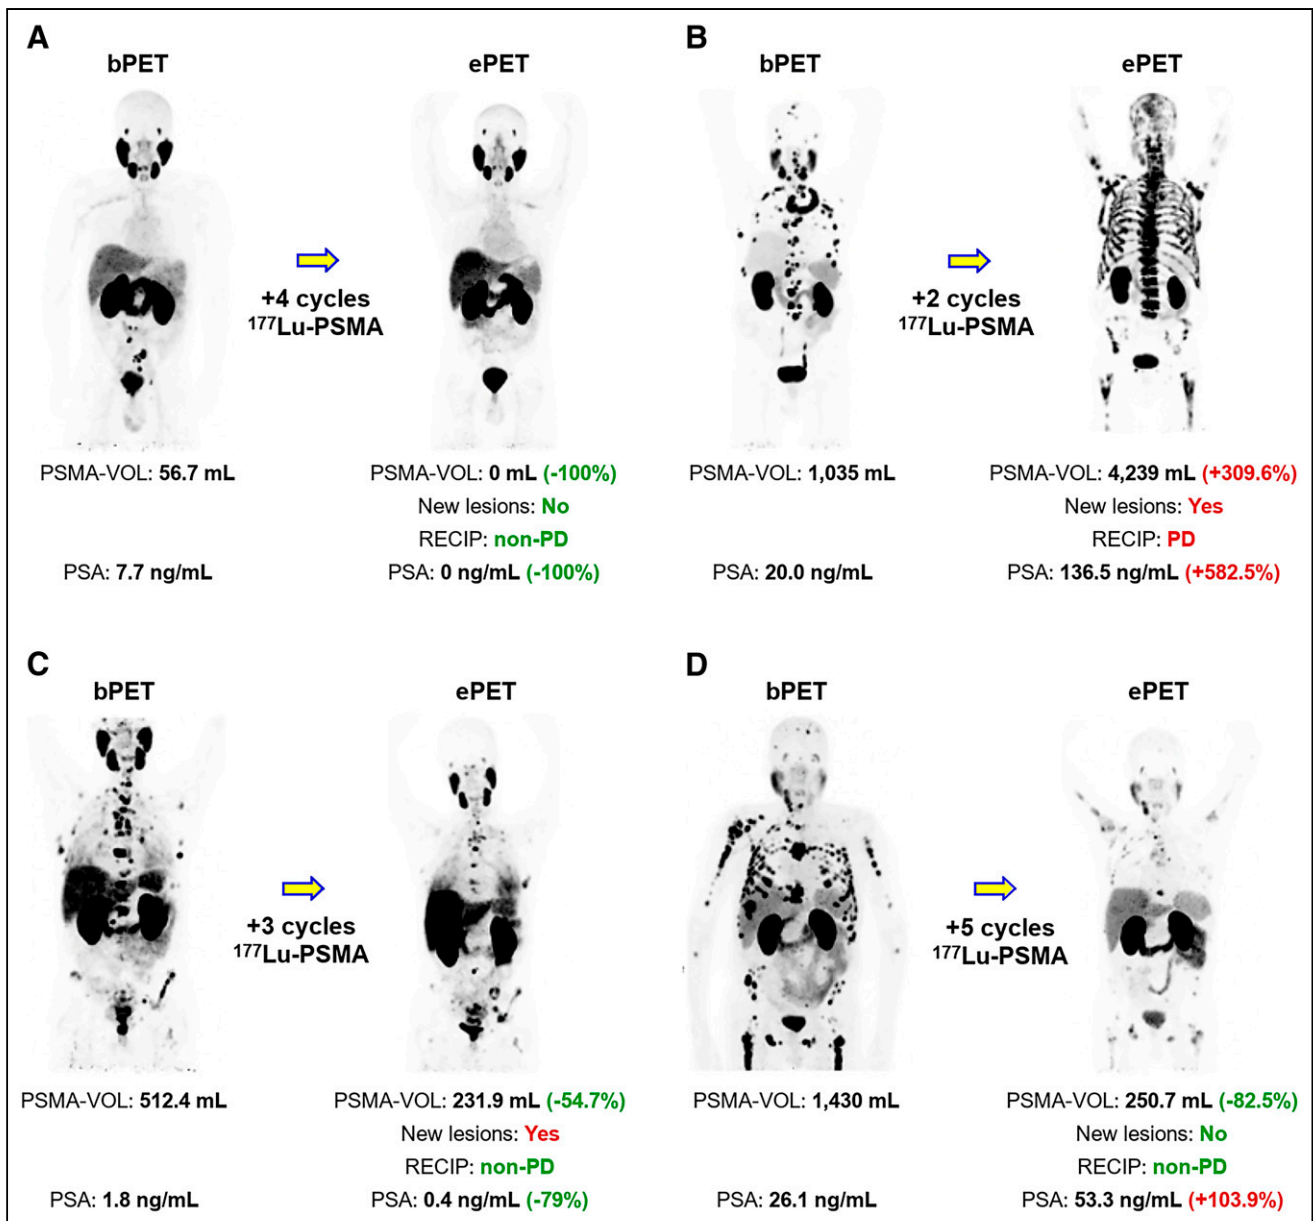 A
bPET
ePET
+4 cycles
¹⁷⁷Lu-PSMA
PSMA-VOL: 56.7 mL
PSMA-VOL: 0 mL (-100%)
New lesions: No
RECIP: non-PD
PSA: 7.7 ng/mL
PSA: 0 ng/mL (-100%)
B
bPET
ePET
+2 cycles
¹⁷⁷Lu-PSMA
PSMA-VOL: 1,035 mL
PSMA-VOL: 4,239 mL (+309.6%)
New lesions: Yes
RECIP: PD
PSA: 20.0 ng/mL
PSA: 136.5 ng/mL (+582.5%)
C
bPET
ePET
+3 cycles
¹⁷⁷Lu-PSMA
PSMA-VOL: 512.4 mL
PSMA-VOL: 231.9 mL (-54.7%)
New lesions: Yes
RECIP: non-PD
PSA: 1.8 ng/mL
PSA: 0.4 ng/mL (-79%)
D
bPET
ePET
+5 cycles
¹⁷⁷Lu-PSMA
PSMA-VOL: 1,430 mL
PSMA-VOL: 250.7 mL (-82.5%)
New lesions: No
RECIP: non-PD
PSA: 26.1 ng/mL
PSA: 53.3 ng/mL (+103.9%)